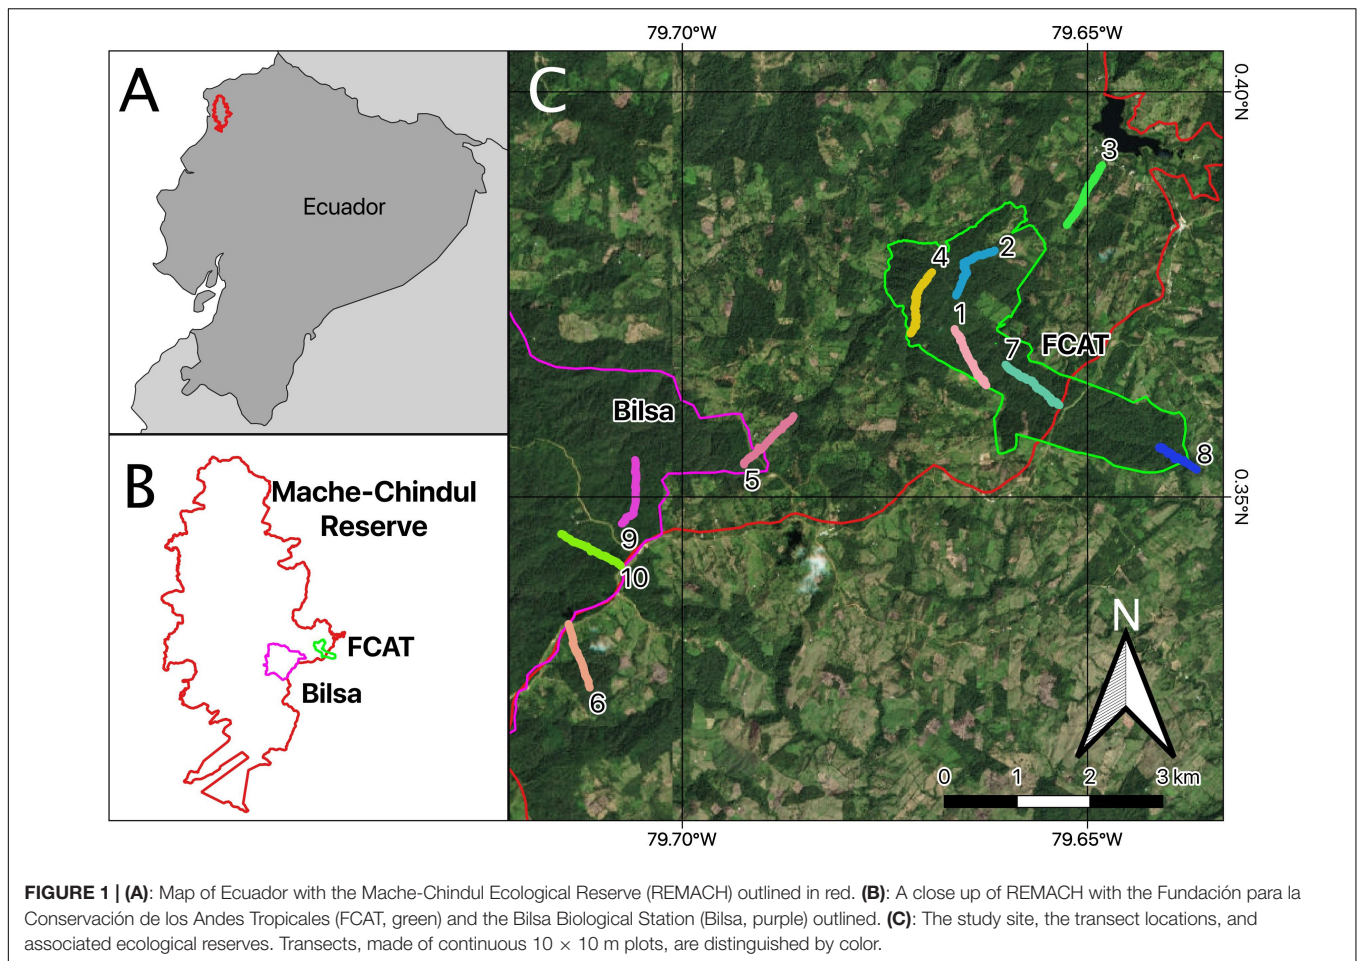 A
Ecuador
B
Mache-Chindul
Reserve
FCAT
Bilsa
79.70°W
79.65°W
C
0.40°N
3
2
4
1
7
FCAT
Bilsa
5
8
0.35°N
9
10
6
N
0 1 2 3 km
79.70°W
79.65°W
FIGURE 1 | (A): Map of Ecuador with the Mache-Chindul Ecological Reserve (REMACH) outlined in red. (B): A close up of REMACH with the Fundación para la
Conservación de los Andes Tropicales (FCAT, green) and the Bilsa Biological Station (Bilsa, purple) outlined. (C): The study site, the transect locations, and
associated ecological reserves. Transects, made of continuous 10 × 10 m plots, are distinguished by color.